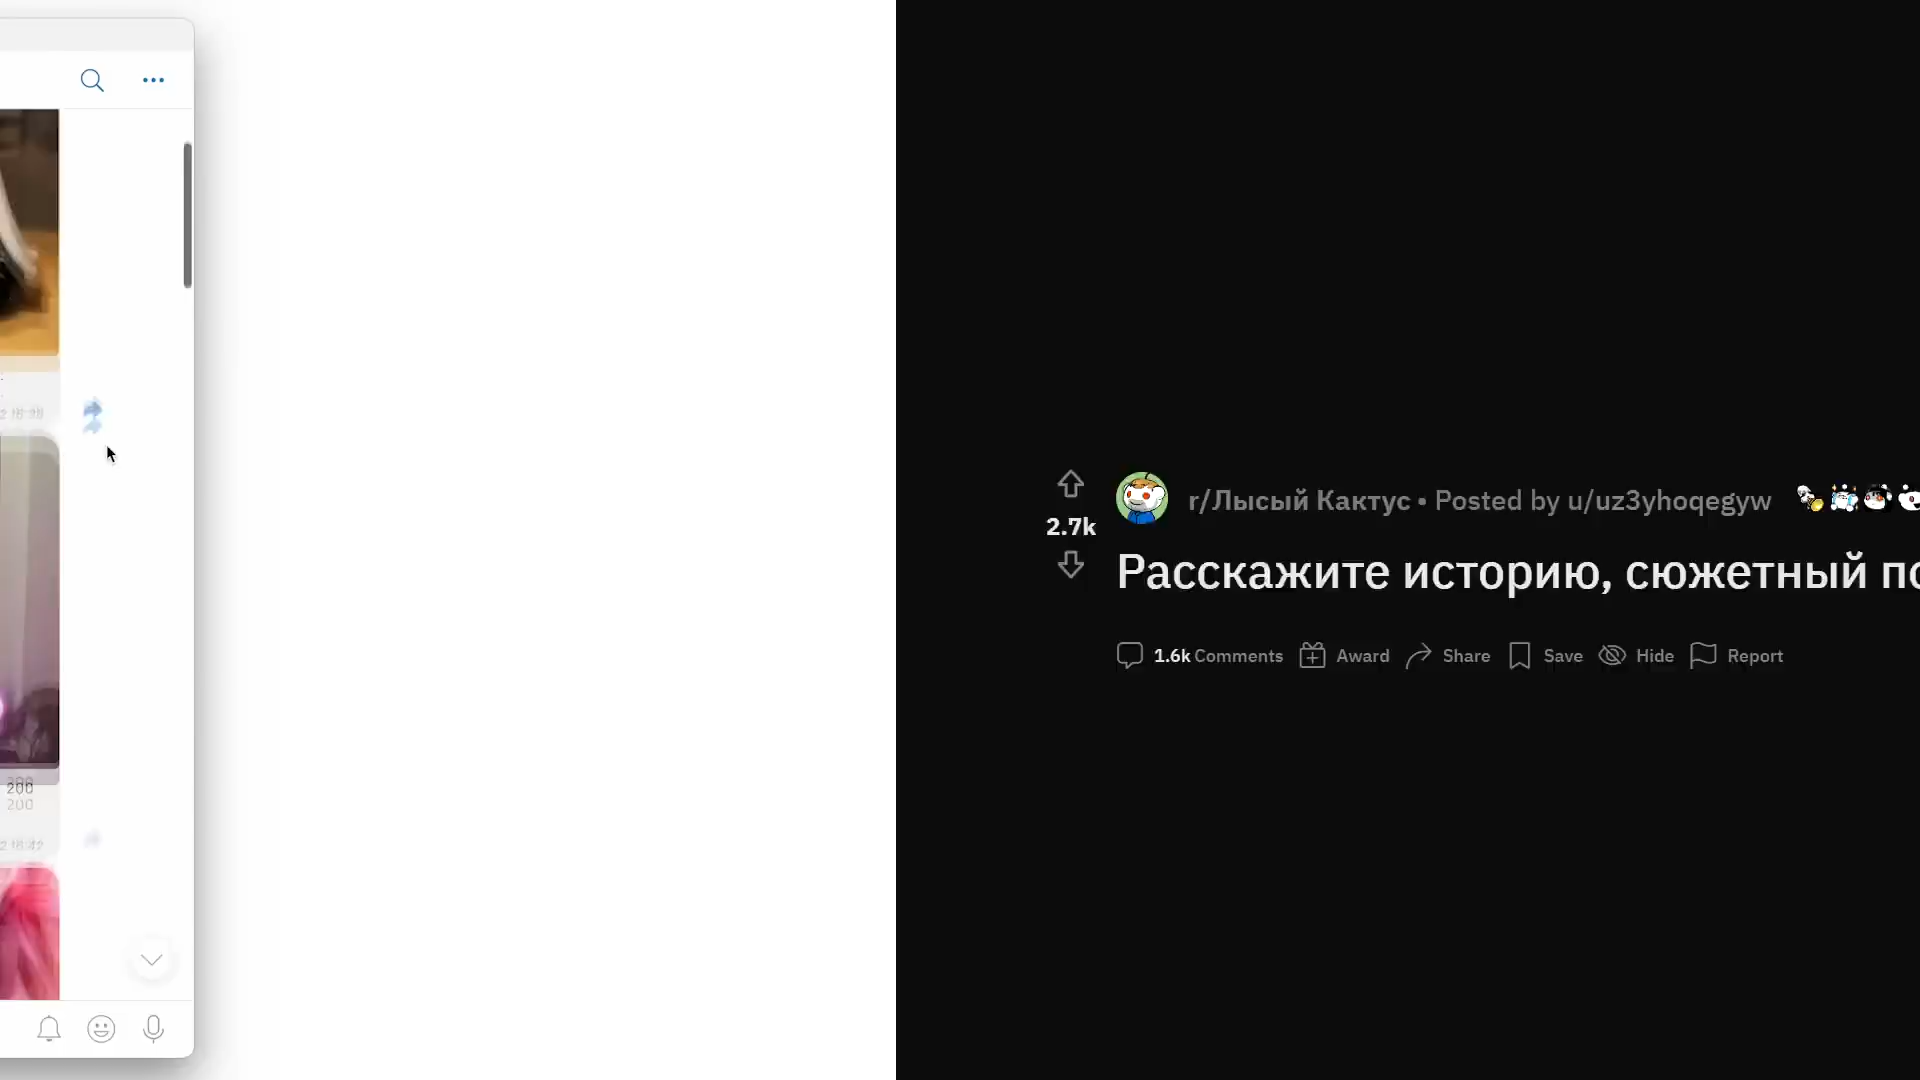 200
r/Лысый Кактус • Posted by u/uz3yhoqegyw
2.7k
Расскажите историю, сюжетный
1.6k Comments Award Share Save Hide Report